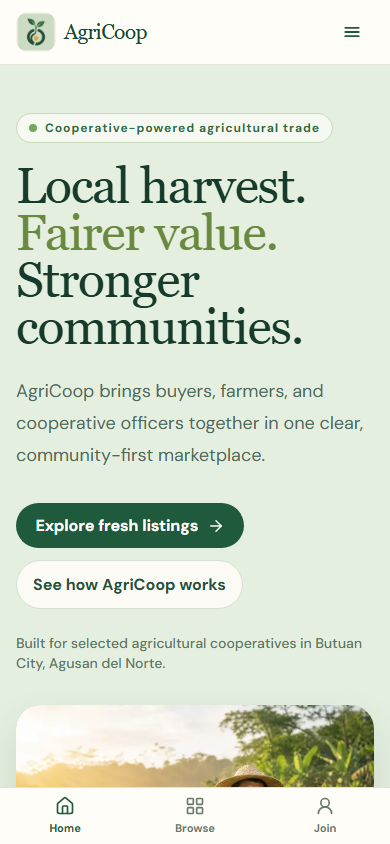 AgriCoop
Cooperative-powered agricultural trade
Local harvest.
Fairer value.
Stronger
communities.
AgriCoop brings buyers, farmers, and
cooperative officers together in one clear,
community-first marketplace.
Explore fresh listings
See how AgriCoop works
Built for selected agricultural cooperatives in Butuan
City, Agusan del Norte.
Home
Browse
Join